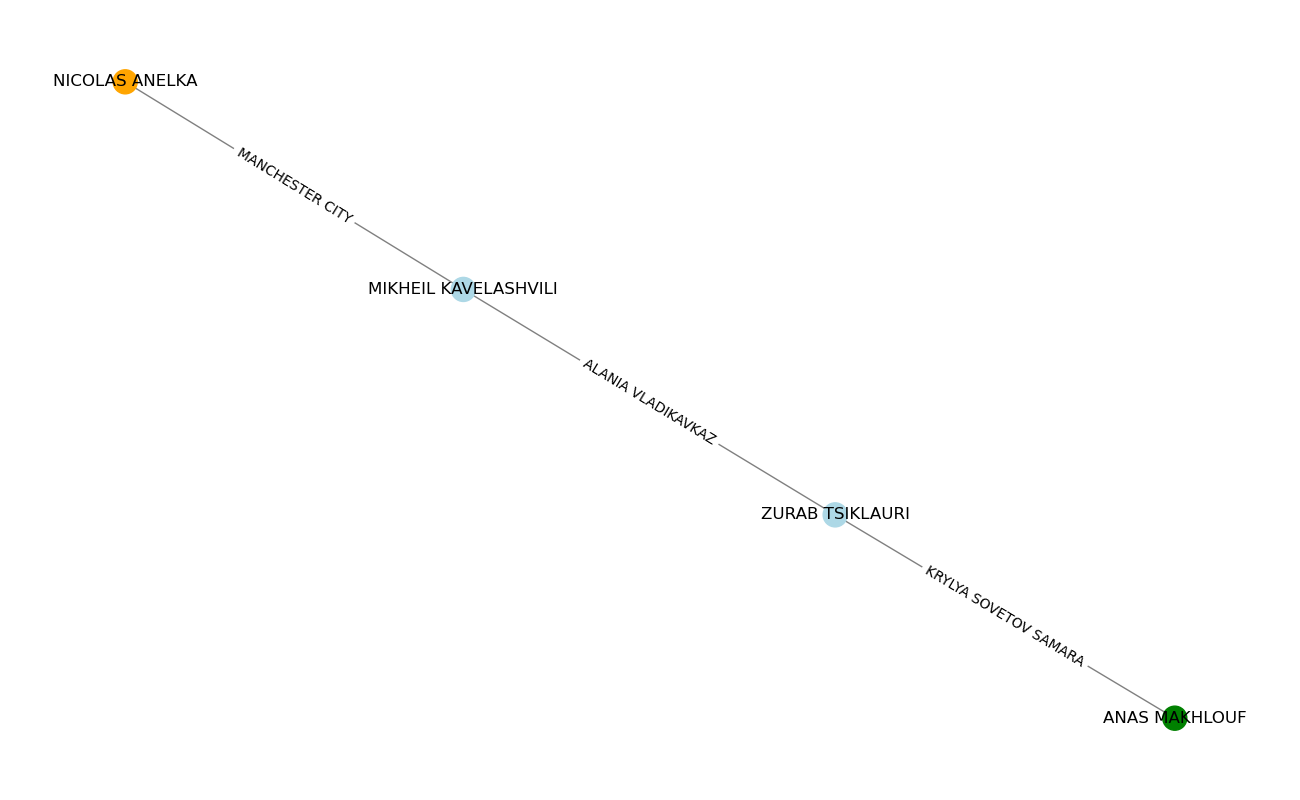 NICOLAS ANELKA
MANCHESTER CITY
MIKHEIL KAVELASHVILI
ALANIA VLADIKAVKAZ
ZURAB TSIKLAURI
KRYLYA SOVETOV SAMARA
ANAS MAKHLOUF